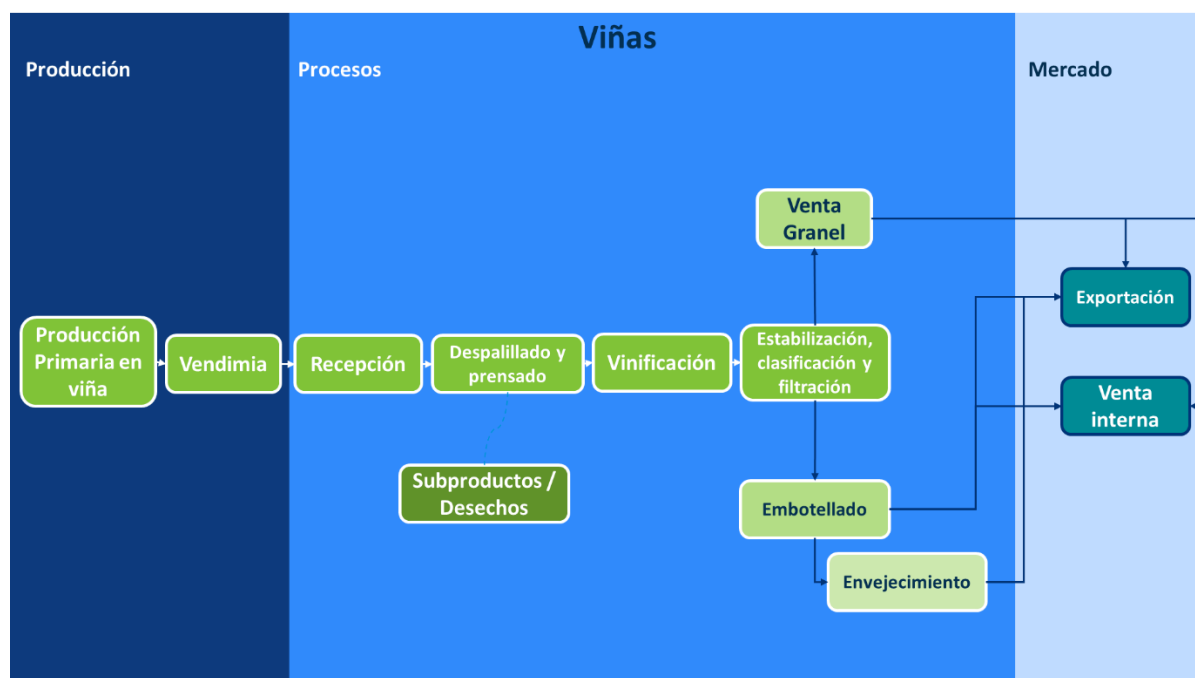 Viñas
Producción
Procesos
Mercado
Venta
Granel
Exportación
Producción
Primaria en
viña
Vendimia
Recepción
Despalillado y
prensado
Vinificación
Estabilización,
clasificación y
filtración
Venta
interna
Subproductos /
Desechos
Embotellado
Envejecimiento